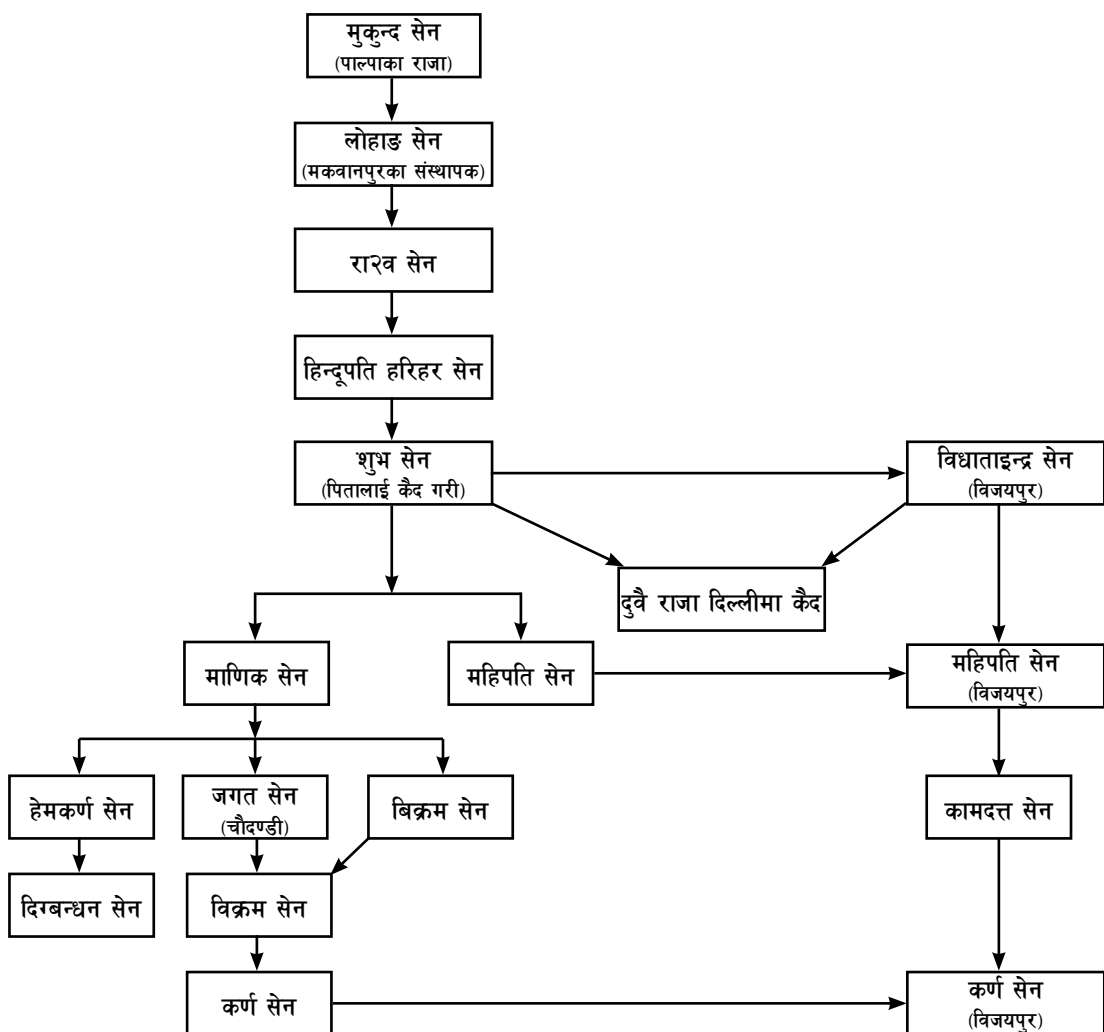 मुकुन्द सेन
(पाल्पाका राजा)
लोहाङ सेन
(मकवानपुरका संस्थापक)
रा२व सेन
हिन्दूपति हरिहर सेन
शुभ सेन
(पितालाई कैद गरी)
विधाताइन्द्र सेन
(विजयपुर)
दुवै राजा दिल्लीमा कैद
माणिक सेन
महिपति सेन
महिपति सेन
(विजयपुर)
हेमकर्ण सेन
जगत सेन
(चौदण्डी)
बिक्रम सेन
कामदत्त सेन
दिग्बन्धन सेन
विक्रम सेन
कर्ण सेन
कर्ण सेन
(विजयपुर)